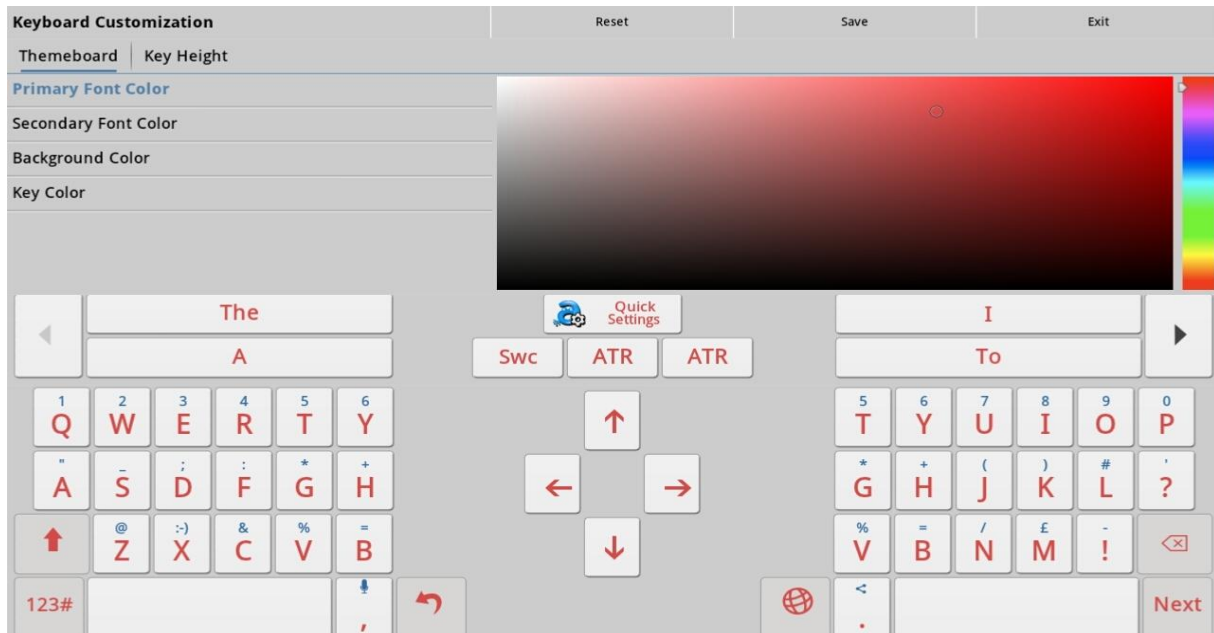 Keyboard Customization Reset Save Exit
Themeboard Key Height
Primary Font Color
Secondary Font Color
Background Color
Key Color
The Quick Settings I
A Swc ATR ATR To
1 2 3 4 5 6 5 6 7 8 9 0
Q W E R T Y T Y U I O P
" _ ; : * + * + ( ) # '
A S D F G H G H J K L ?
@ :-) & % = % = / £ -
Z X C V B V B N M !
123# , . Next